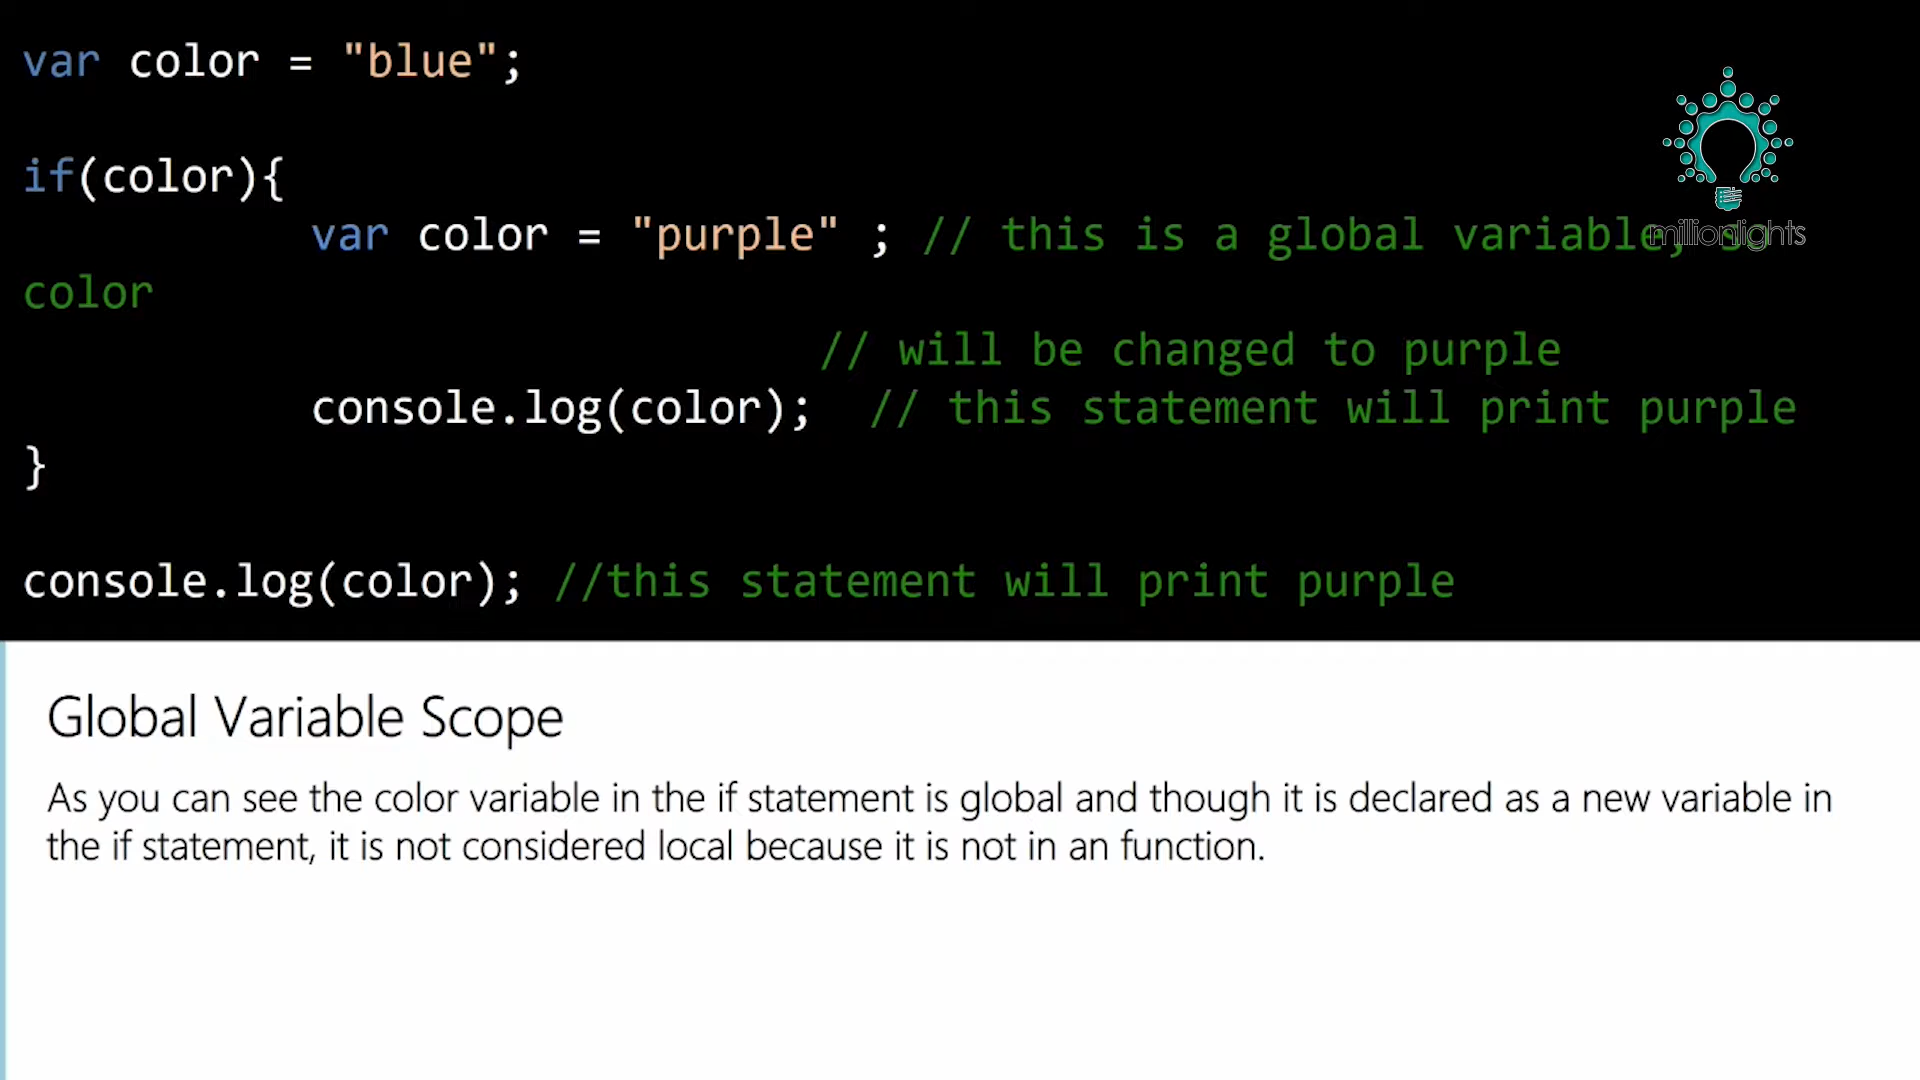 var color = "blue";
if(color){
var color = "purple" ; // this is a global variable, so
color
// will be changed to purple
console.log(color); // this statement will print purple
}
console.log(color); //this statement will print purple
millionlights
Global Variable Scope
As you can see the color variable in the if statement is global and though it is declared as a new variable in
the if statement, it is not considered local because it is not in an function.